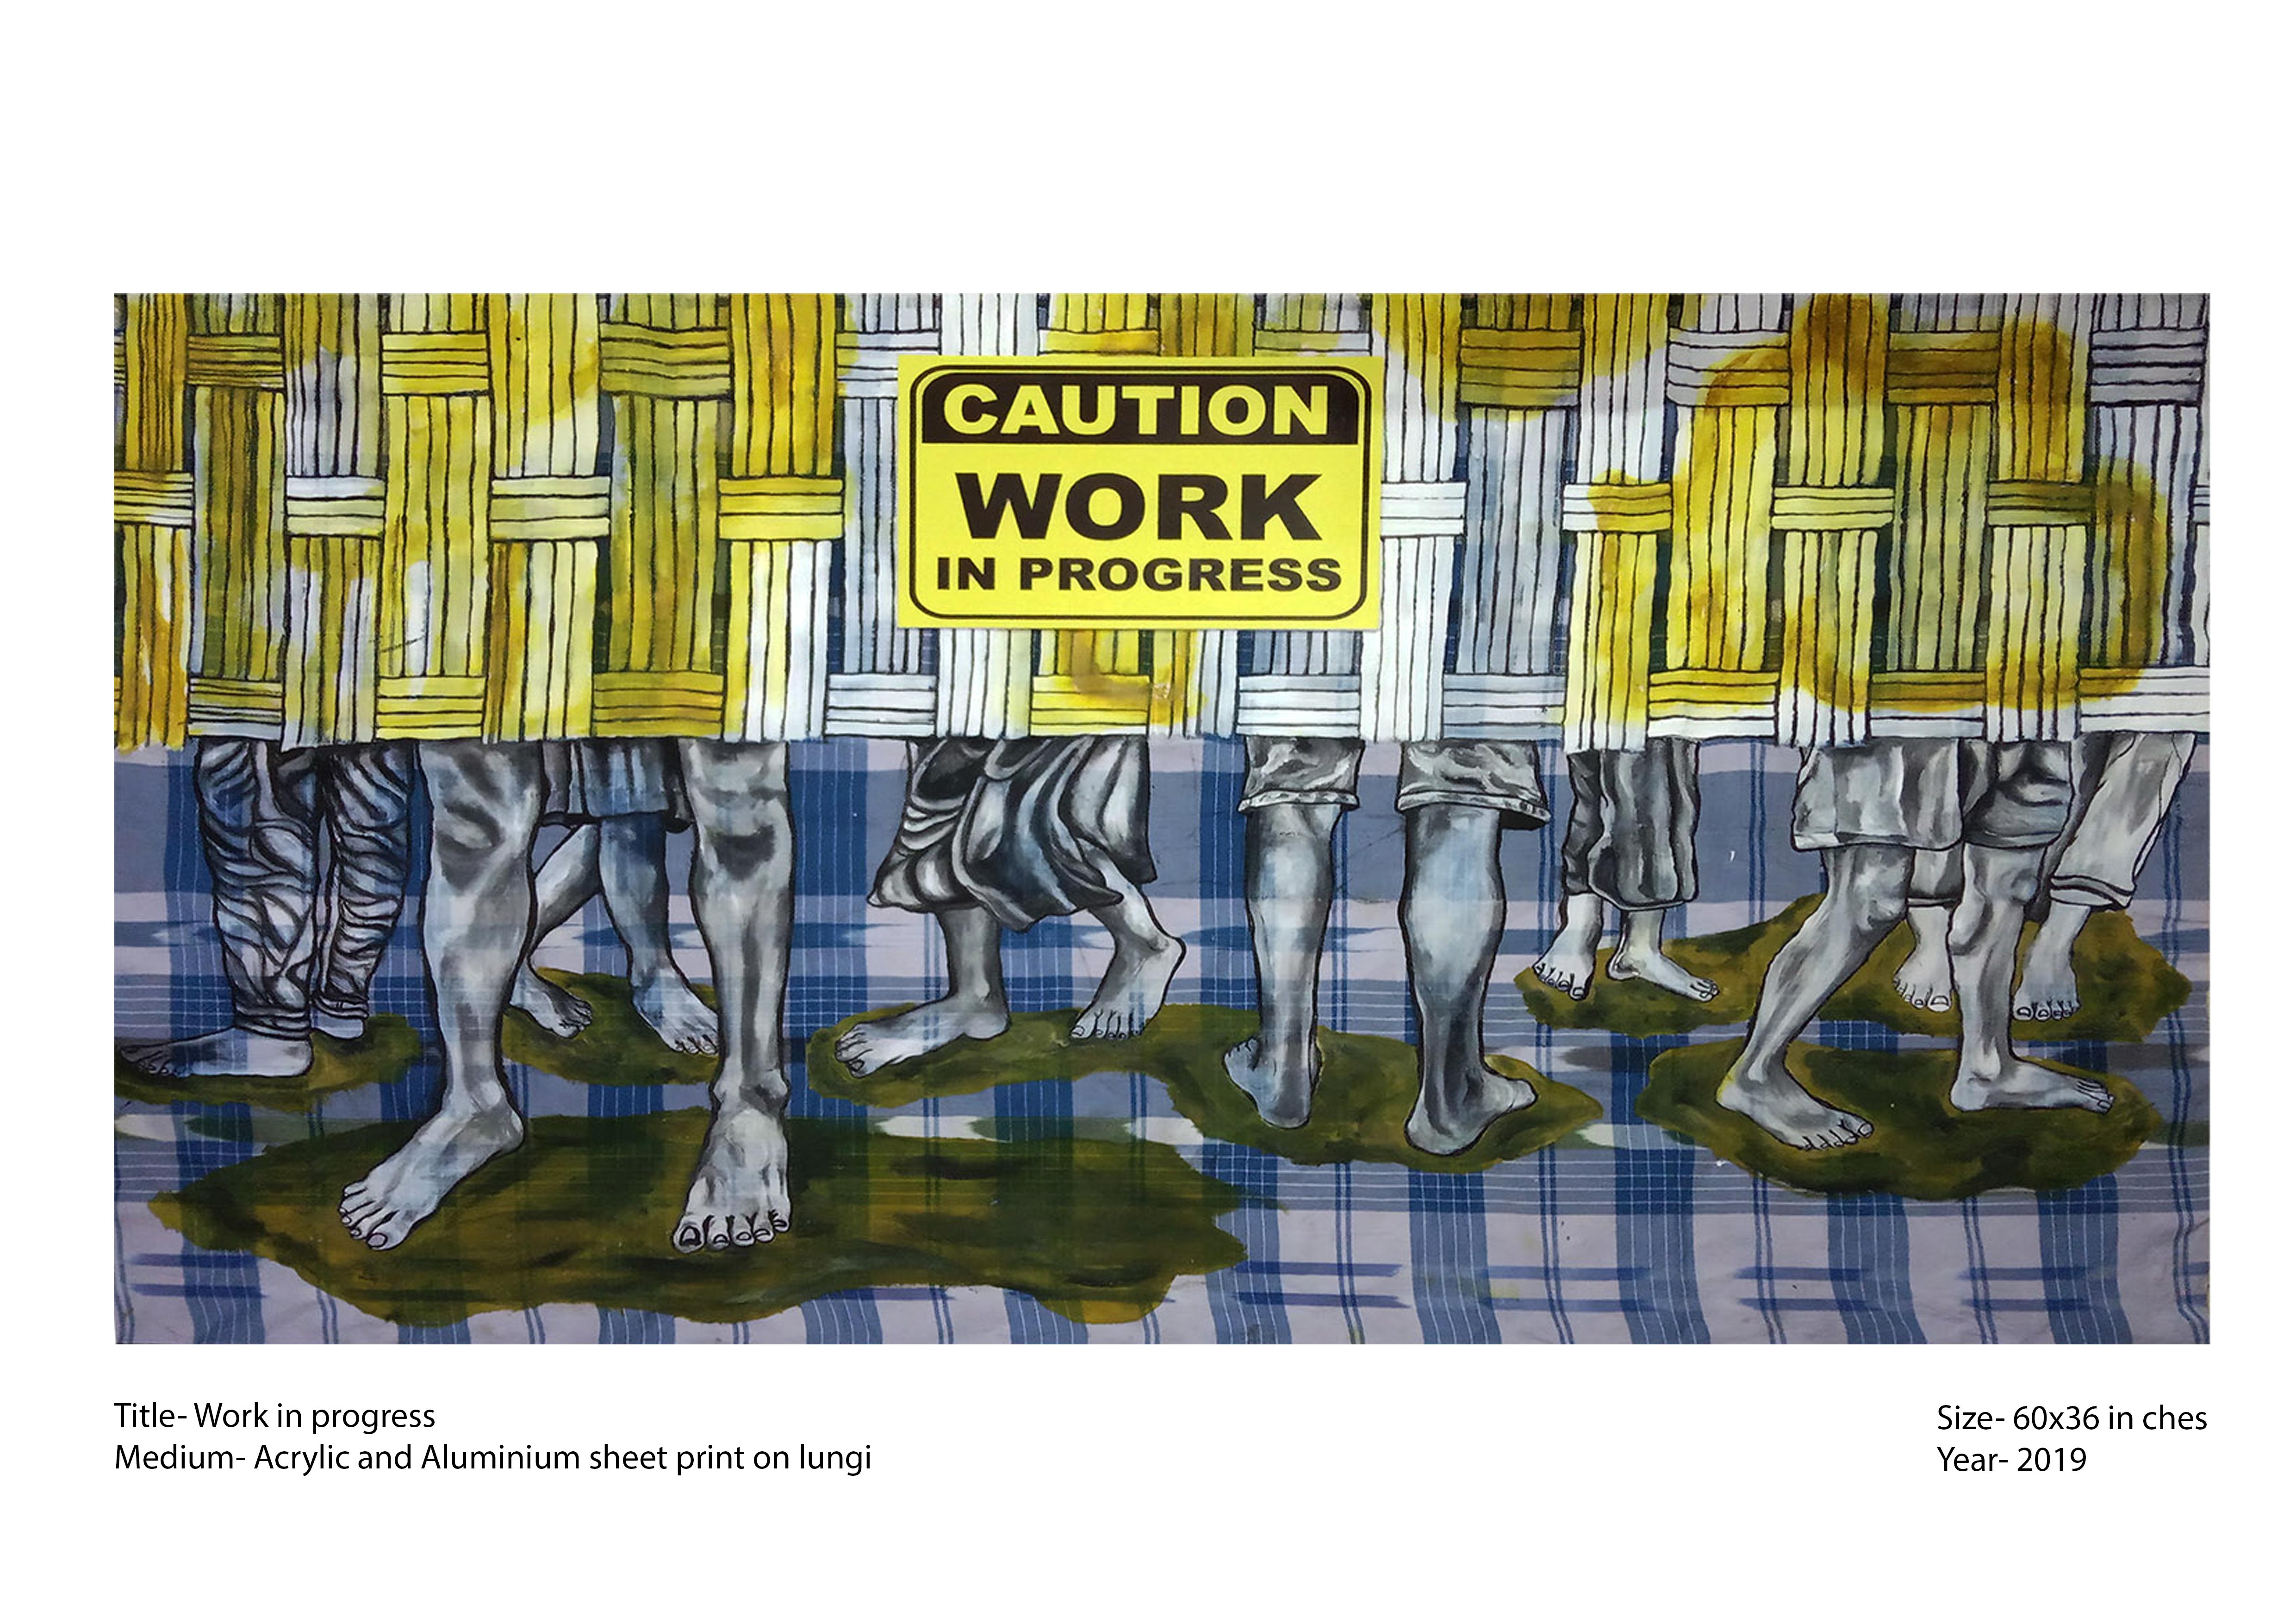 CAUTION
WORK
IN PROGRESS
Title- Work in progress
Medium- Acrylic and Aluminium sheet print on lungi
Size- 60x36 in ches
Year- 2019